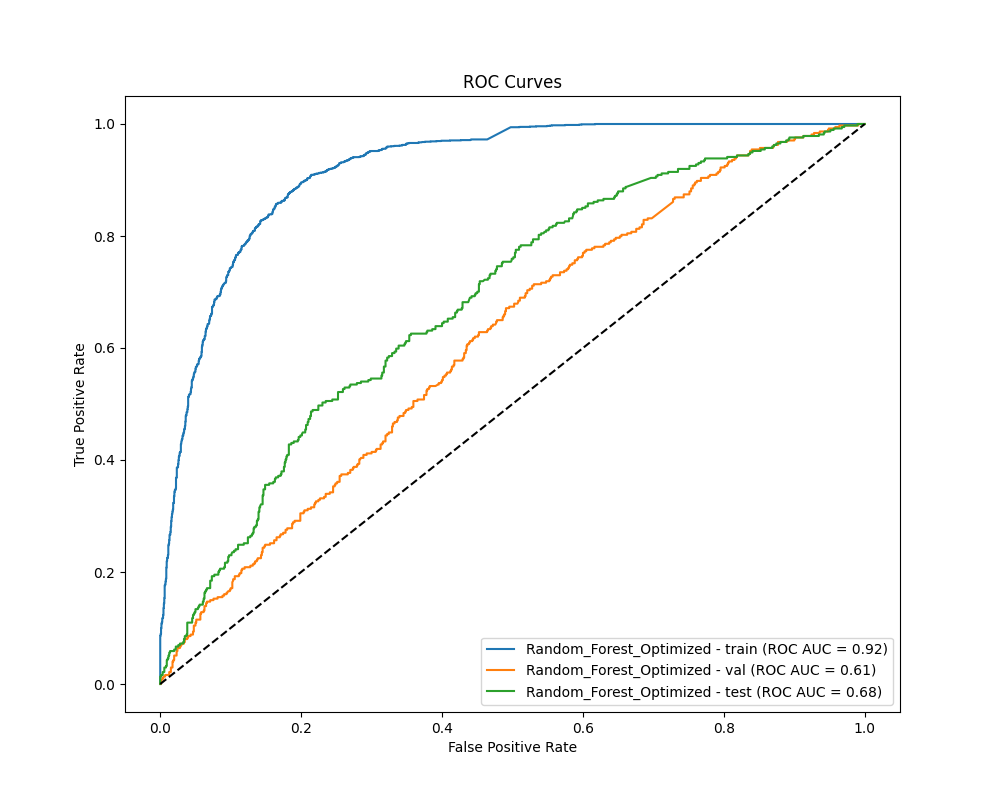 ROC Curves
True Positive Rate
1.0
0.8
0.6
0.4
0.2
0.0
0.0 0.2 0.4 0.6 0.8 1.0
False Positive Rate
Random_Forest_Optimized - train (ROC AUC = 0.92)
Random_Forest_Optimized - val (ROC AUC = 0.61)
Random_Forest_Optimized - test (ROC AUC = 0.68)